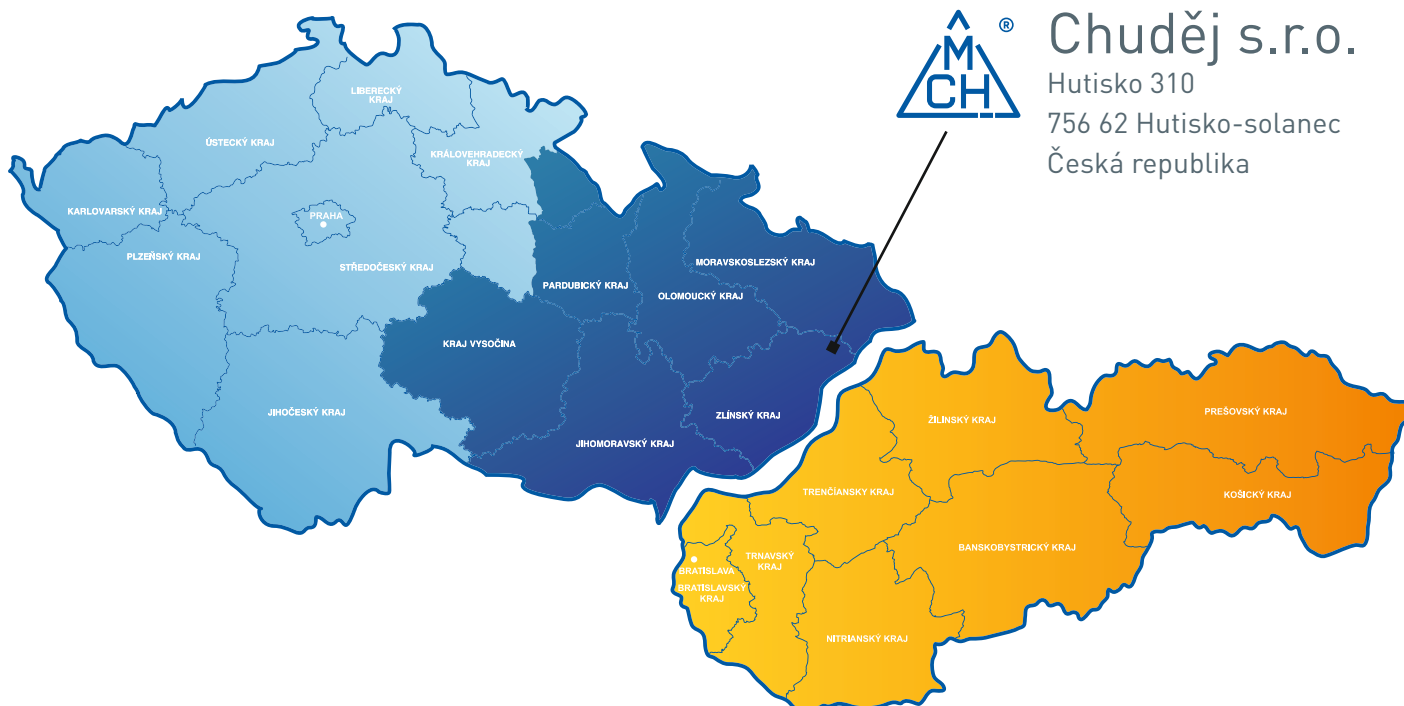 M
CH
®
Chuděj s.r.o.
Hutisko 310
756 62 Hutisko-solanec
Česká republika
LIBERECKÝ
KRAJ
ÚSTECKÝ KRAJ
KRÁLOVEHRADECKÝ
KRAJ
KARLOVARSKÝ KRAJ
PRAHA
PLZEŇSKÝ KRAJ
STŘEDOČESKÝ KRAJ
MORAVSKOSLEZSKÝ KRAJ
PARDUBICKÝ KRAJ
OLOMOUCKÝ KRAJ
KRAJ VYSOČINA
JIHOČESKÝ KRAJ
ZLÍNSKÝ KRAJ
JIHOMORAVSKÝ KRAJ
ŽILINSKÝ KRAJ
PREŠOVSKÝ KRAJ
TRENČIANSKY KRAJ
KOŠICKÝ KRAJ
BANSKOBYSTRICKÝ KRAJ
TRNAVSKÝ
KRAJ
BRATISLAVA
BRATISLAVSKÝ
KRAJ
NITRIANSKÝ KRAJ